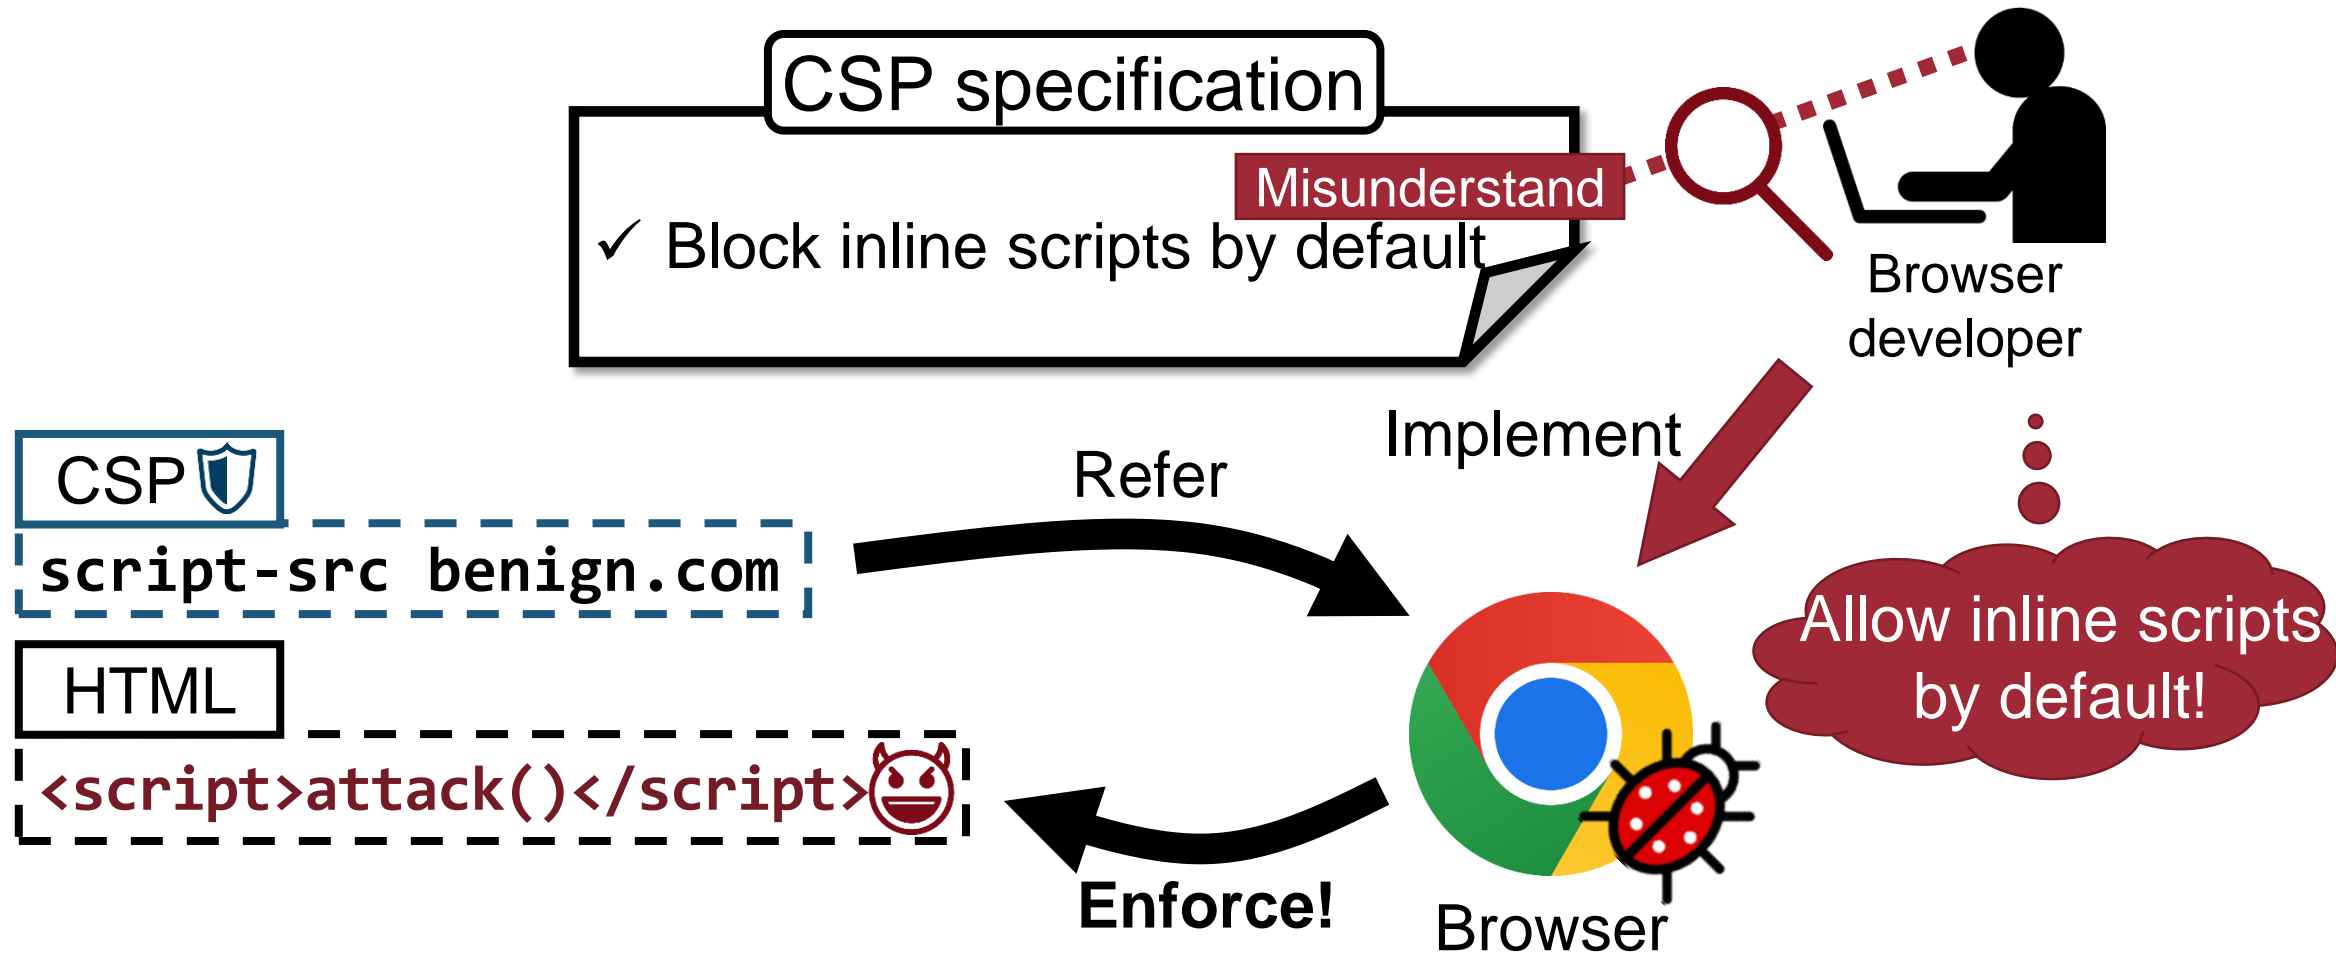 CSP specification
Misunderstand
✓ Block inline scripts by default
Browser
developer
Implement
Refer
CSP
script-src benign.com
HTML
<script>attack()</script>
Allow inline scripts
by default!
Enforce!
Browser